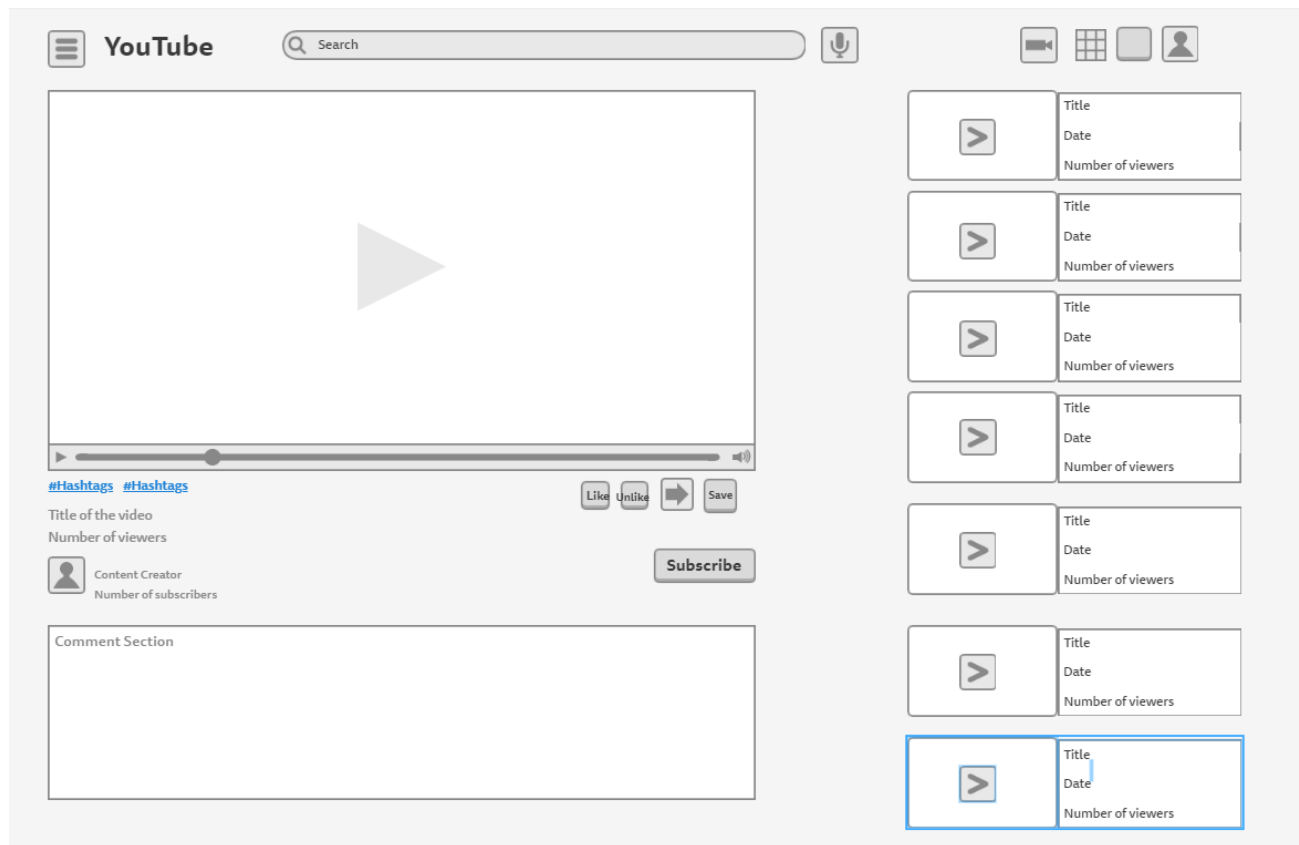 YouTube
Search
#Hashtags #Hashtags
Like Unlike Save
Title of the video
Number of viewers
Content Creator
Number of subscribers
Subscribe
Comment Section
Title
Date
Number of viewers
Title
Date
Number of viewers
Title
Date
Number of viewers
Title
Date
Number of viewers
Title
Date
Number of viewers
Title
Date
Number of viewers
Title
Date
Number of viewers